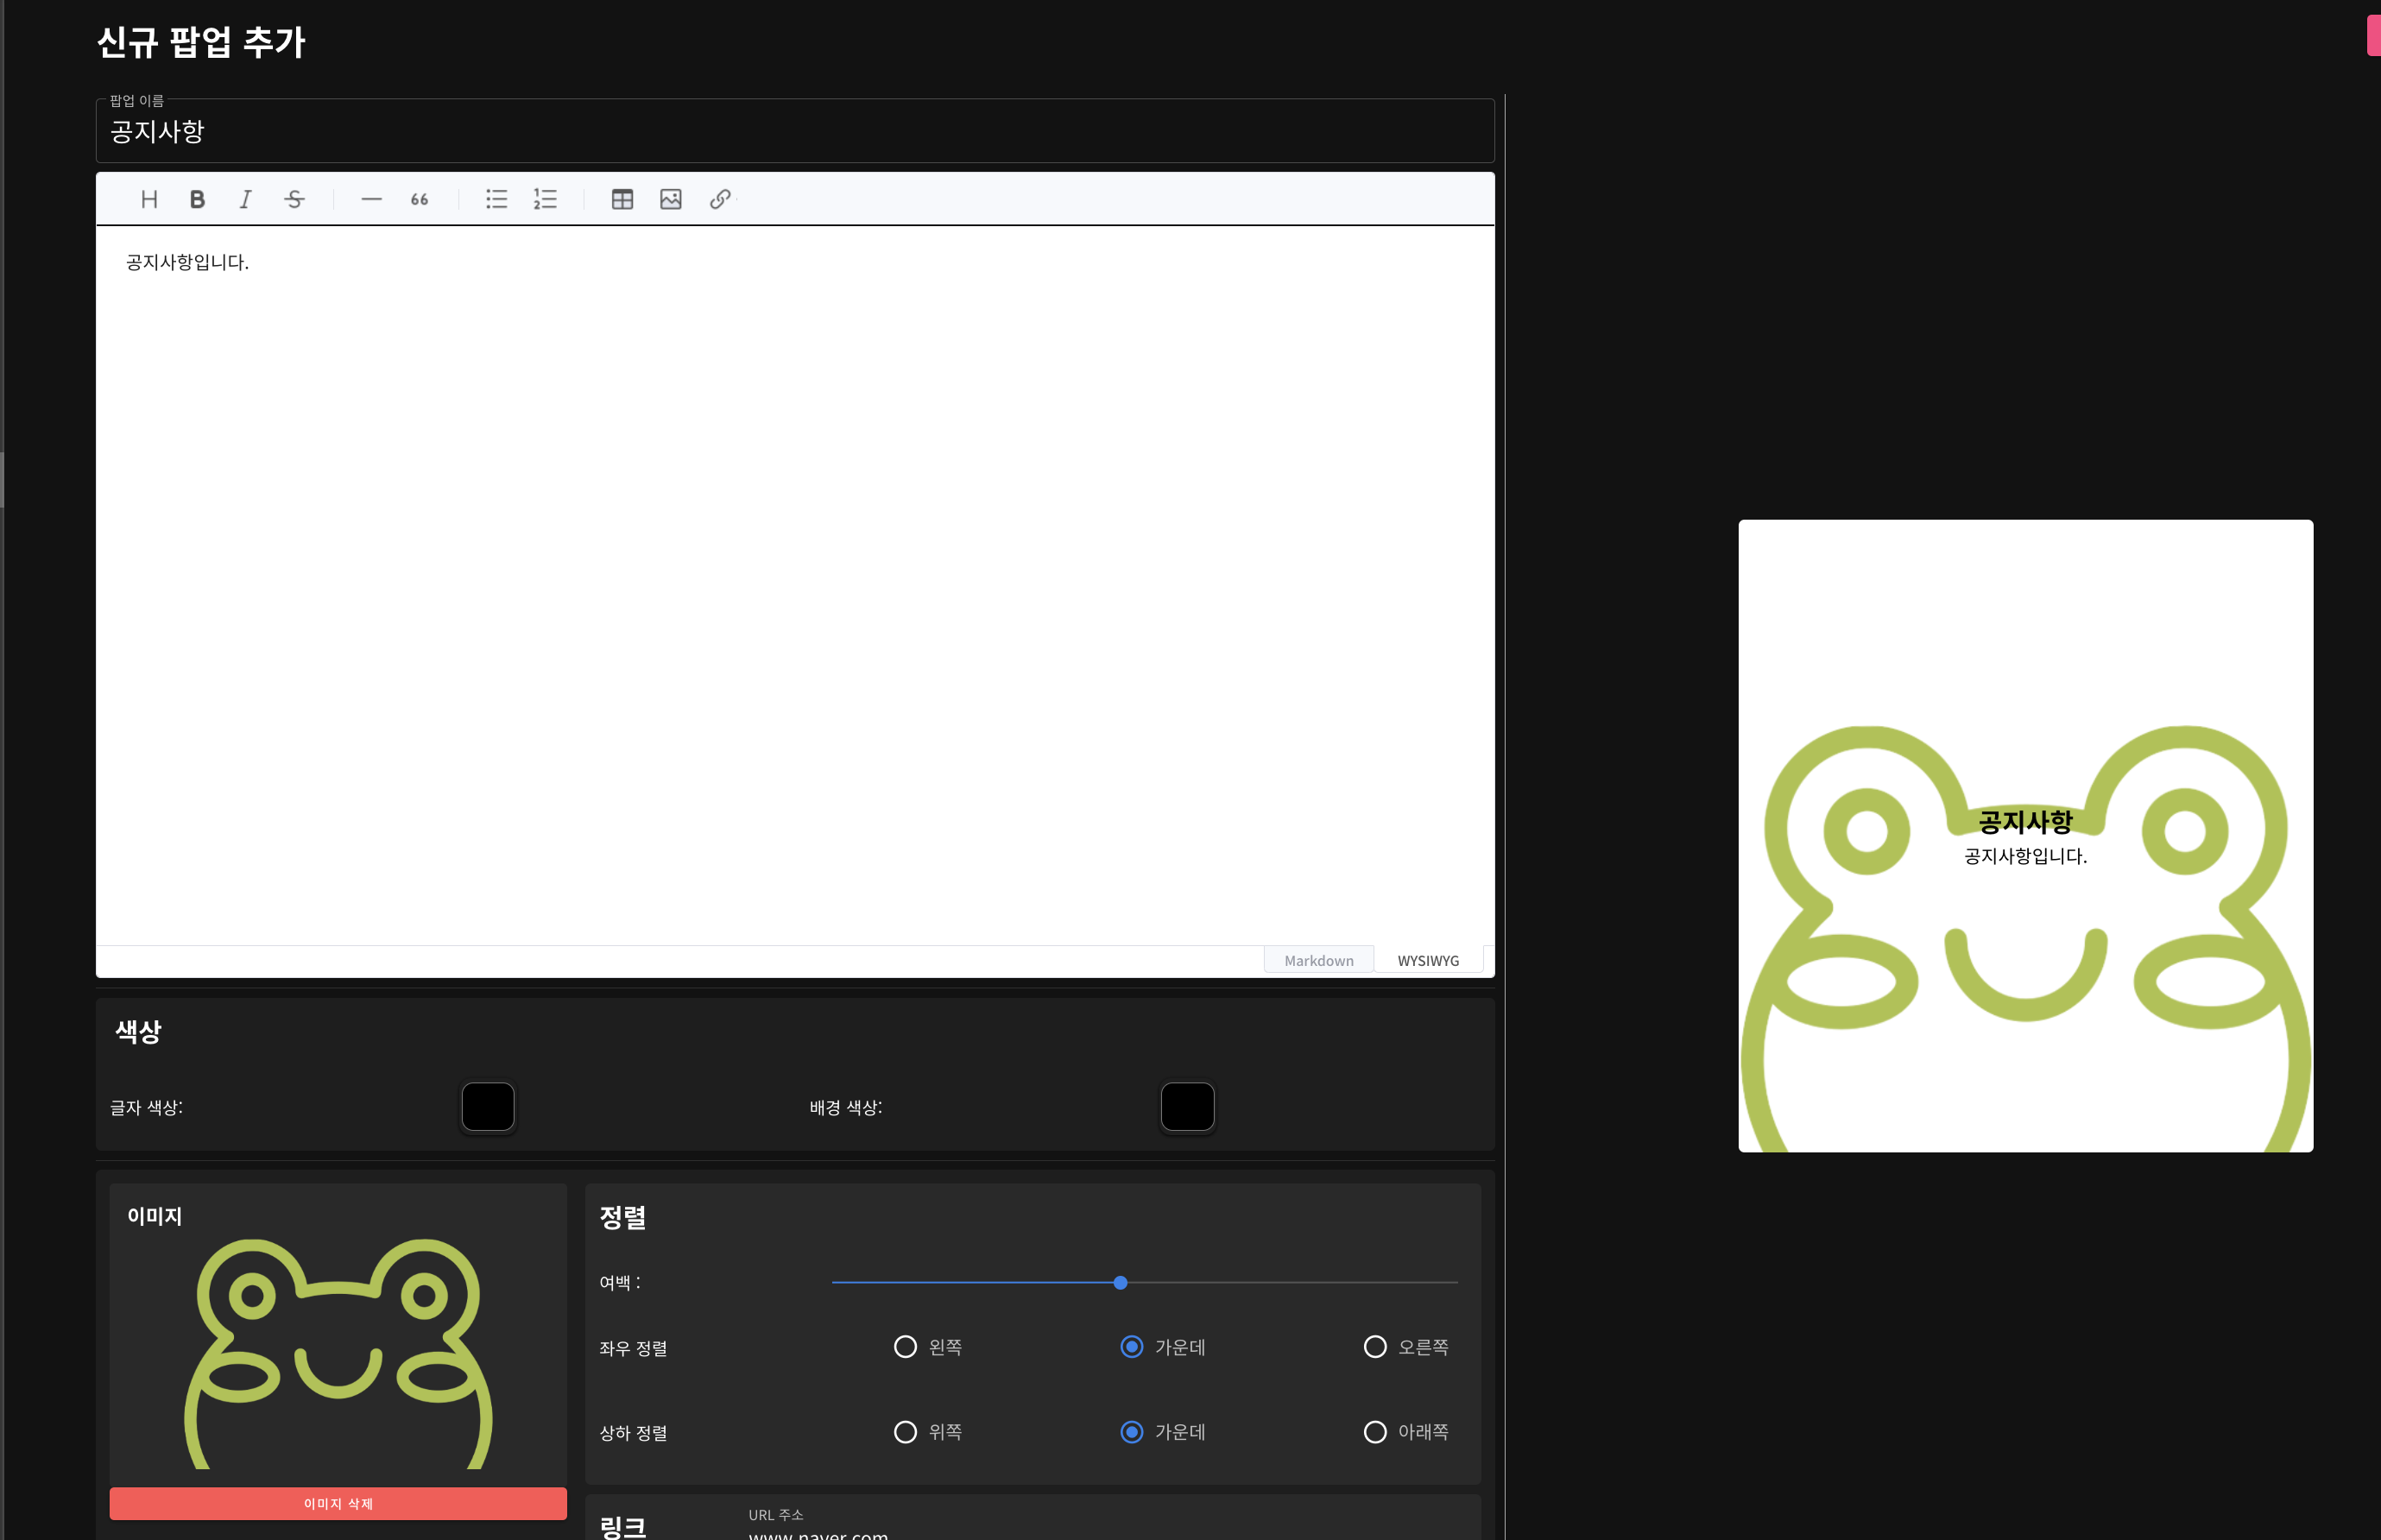 신규 팝업 추가
팝업 이름
공지사항
H B I S 66
공지사항입니다.
Markdown WYSIWYG
색상
글자 색상:
배경 색상:
이미지
이미지 삭제
정렬
여백 :
좌우 정렬 왼쪽 가운데 오른쪽
상하 정렬 위쪽 가운데 아래쪽
링크
URL 주소
www.naver.com
공지사항
공지사항입니다.